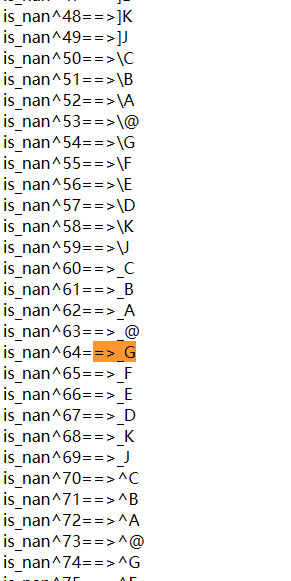 is_nan^48==>]K
is_nan^49==>]J
is_nan^50==>\C
is_nan^51==>\B
is_nan^52==>\A
is_nan^53==>\@
is_nan^54==>\G
is_nan^55==>\F
is_nan^56==>\E
is_nan^57==>\D
is_nan^58==>\K
is_nan^59==>\J
is_nan^60==>_C
is_nan^61==>_B
is_nan^62==>_A
is_nan^63==>_@
is_nan^64==>_G
is_nan^65==>_F
is_nan^66==>_E
is_nan^67==>_D
is_nan^68==>_K
is_nan^69==>_J
is_nan^70==>^C
is_nan^71==>^B
is_nan^72==>^A
is_nan^73==>^@
is_nan^74==>^G